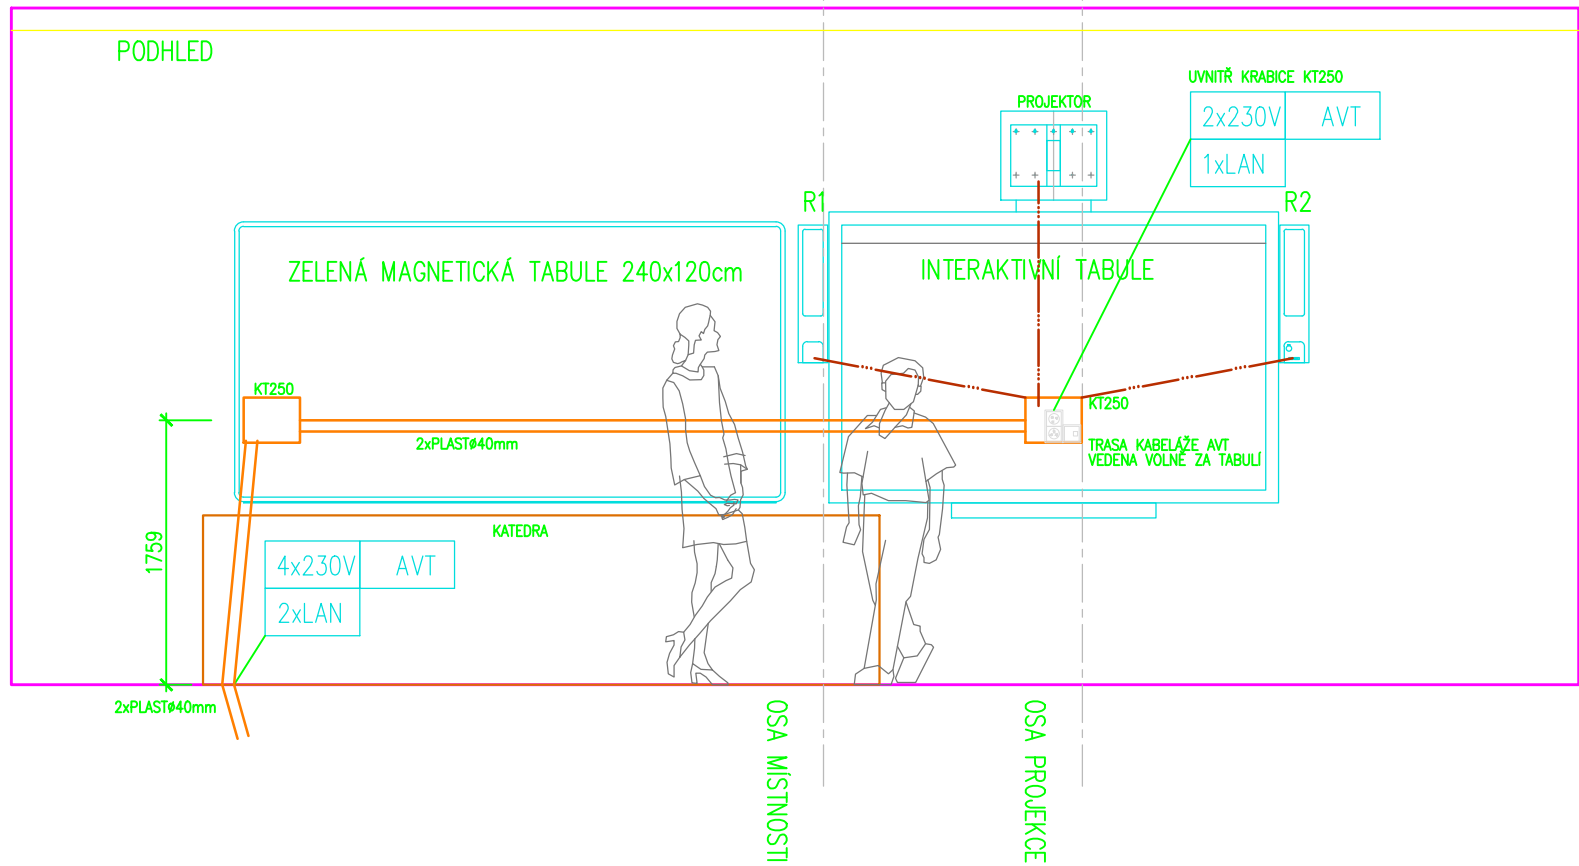 PODHLED
UVNITŘ KRABICE KT250
PROJEKTOR
2x230V AVT
1xLAN
R1
R2
ZELENÁ MAGNETICKÁ TABULE 240x120cm
INTERAKTIVNÍ TABULE
KT250
KT250
2xPLASTø40mm
TRASA KABELÁŽE AVT
VEDENA VOLNĚ ZA TABULÍ
KATEDRA
1759
4x230V AVT
2xLAN
2xPLASTø40mm
OSA MÍSTNOSTI
OSA PROJEKCE